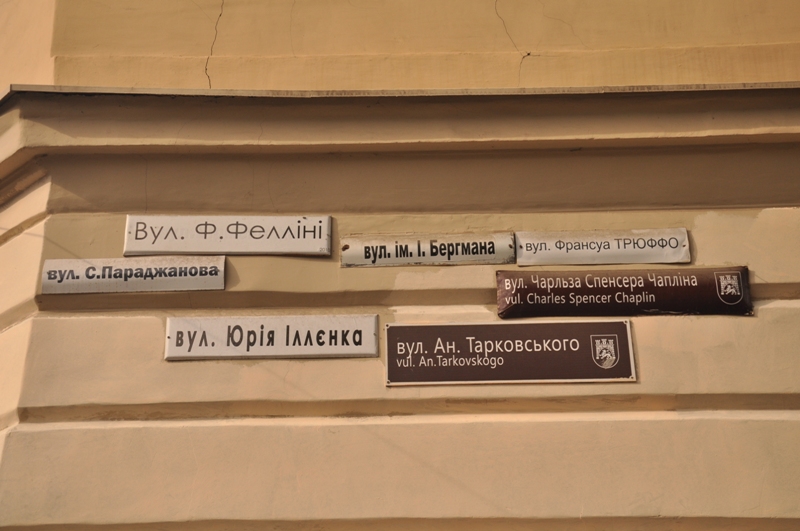 Вул. Ф.Фелліні
вул. ім. І. Бергмана
вул. Франсуа ТРЮФФО
вул. С.Параджанова
вул. Чарльза Спенсера Чапліна
vul. Charles Spencer Chaplin
вул. Юрія Іллєнка
вул. Ан. Тарковського
vul. An.Tarkovskogo